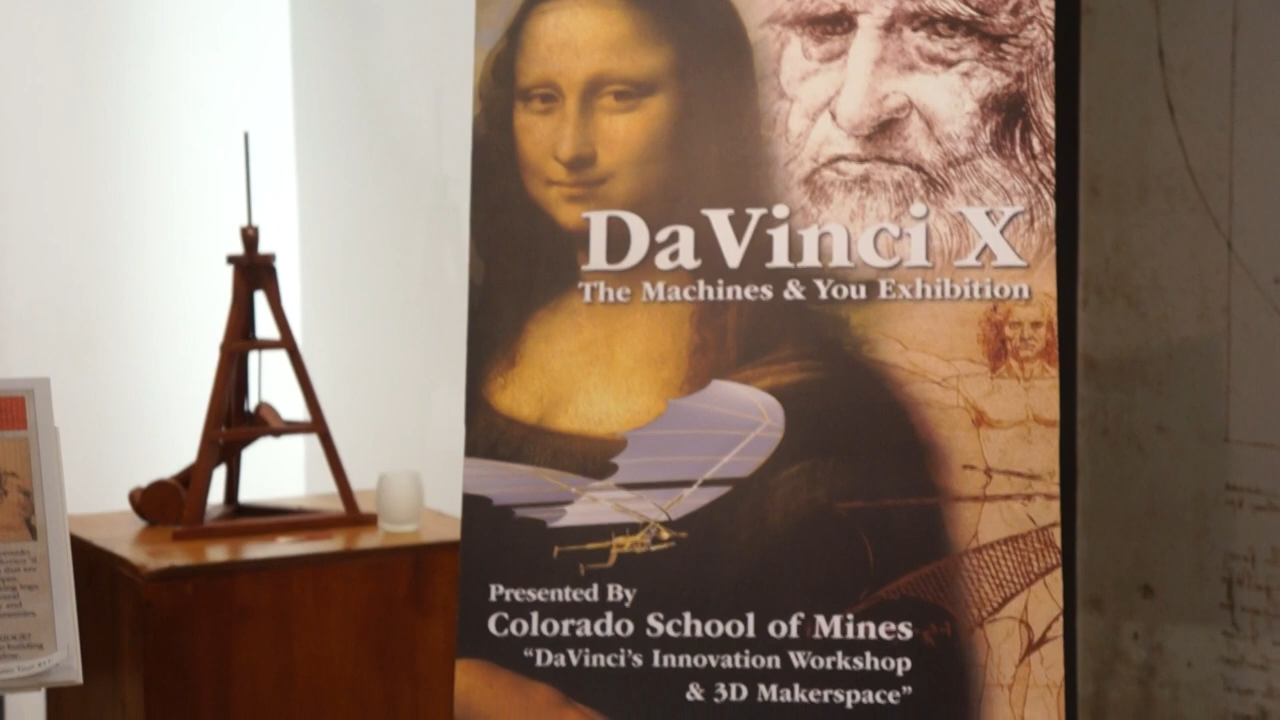 DaVinci X
The Machines & You Exhibition
Presented By
Colorado School of Mines
“DaVinci’s Innovation Workshop
& 3D Makerspace”